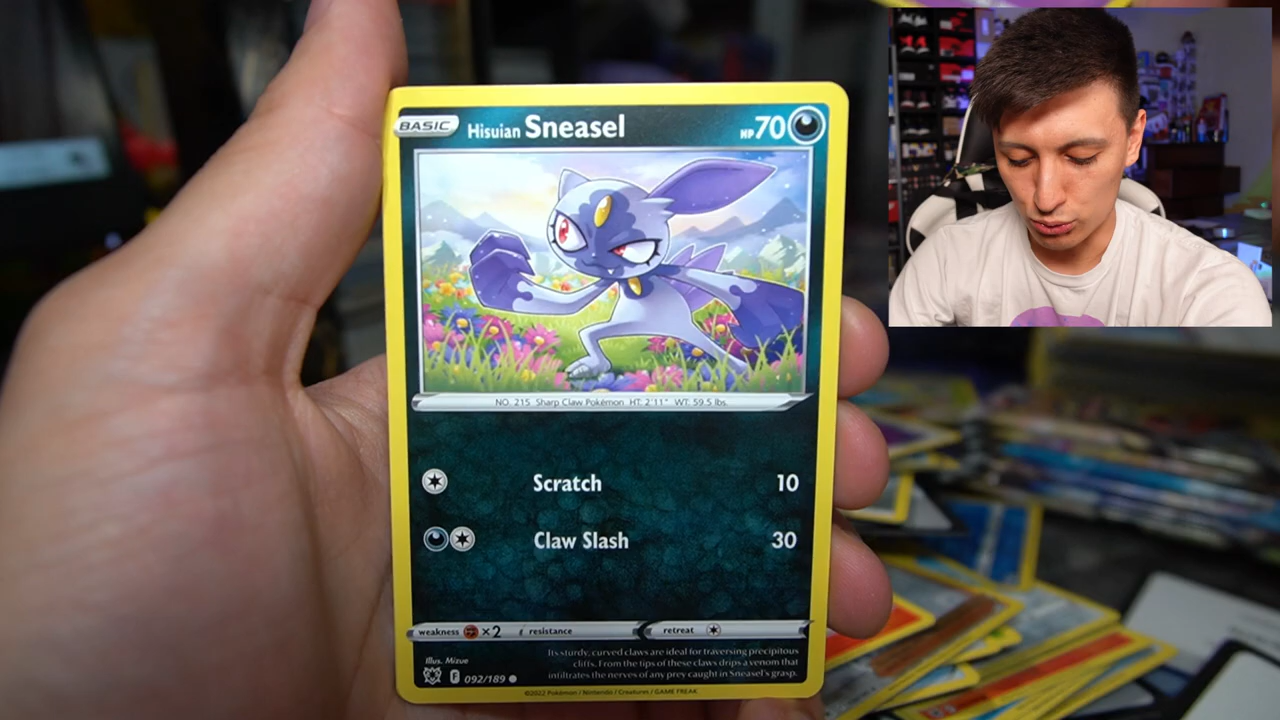 BASIC Hisuian Sneasel HP 70
NO. 215 Sharp Claw Pokémon HT: 2'11" WT: 59.5 lbs.
Scratch 10
Claw Slash 30
weakness ×2 resistance retreat
Illus. Mizue
Its sturdy, curved claws are ideal for traversing precipitous
cliffs. From the tips of these claws drips a venom that
infiltrates the nerves of any prey caught in Sneasel's grasp.
F 092/189
©2022 Pokémon / Nintendo / Creatures / GAME FREAK